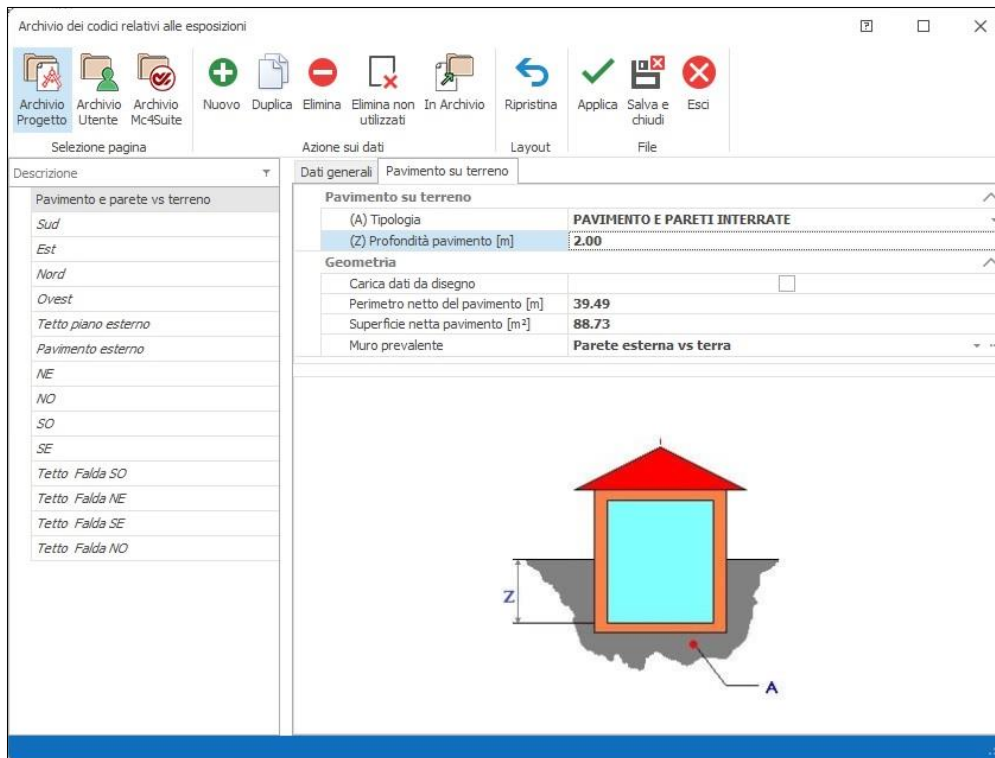 Archivio dei codici relativi alle esposizioni
Archivio Progetto
Archivio Utente
Archivio Mc4Suite
Nuovo
Duplica
Elimina
Elimina non utilizzati
In Archivio
Ripristina
Applica
Salva e chiudi
Esci
Selezione pagina
Azione sui dati
Layout
File
Descrizione
Pavimento e parete vs terreno
Sud
Est
Nord
Ovest
Tetto piano esterno
Pavimento esterno
NE
NO
SO
SE
Tetto Falda SO
Tetto Falda NE
Tetto Falda SE
Tetto Falda NO
Dati generali
Pavimento su terreno
Pavimento su terreno
(A) Tipologia PAVIMENTO E PARETI INTERRATE
(Z) Profondità pavimento [m] 2.00
Geometria
Carica dati da disegno
Perimetro netto del pavimento [m] 39.49
Superficie netta pavimento [m²] 88.73
Muro prevalente Parete esterna vs terra
Z
A